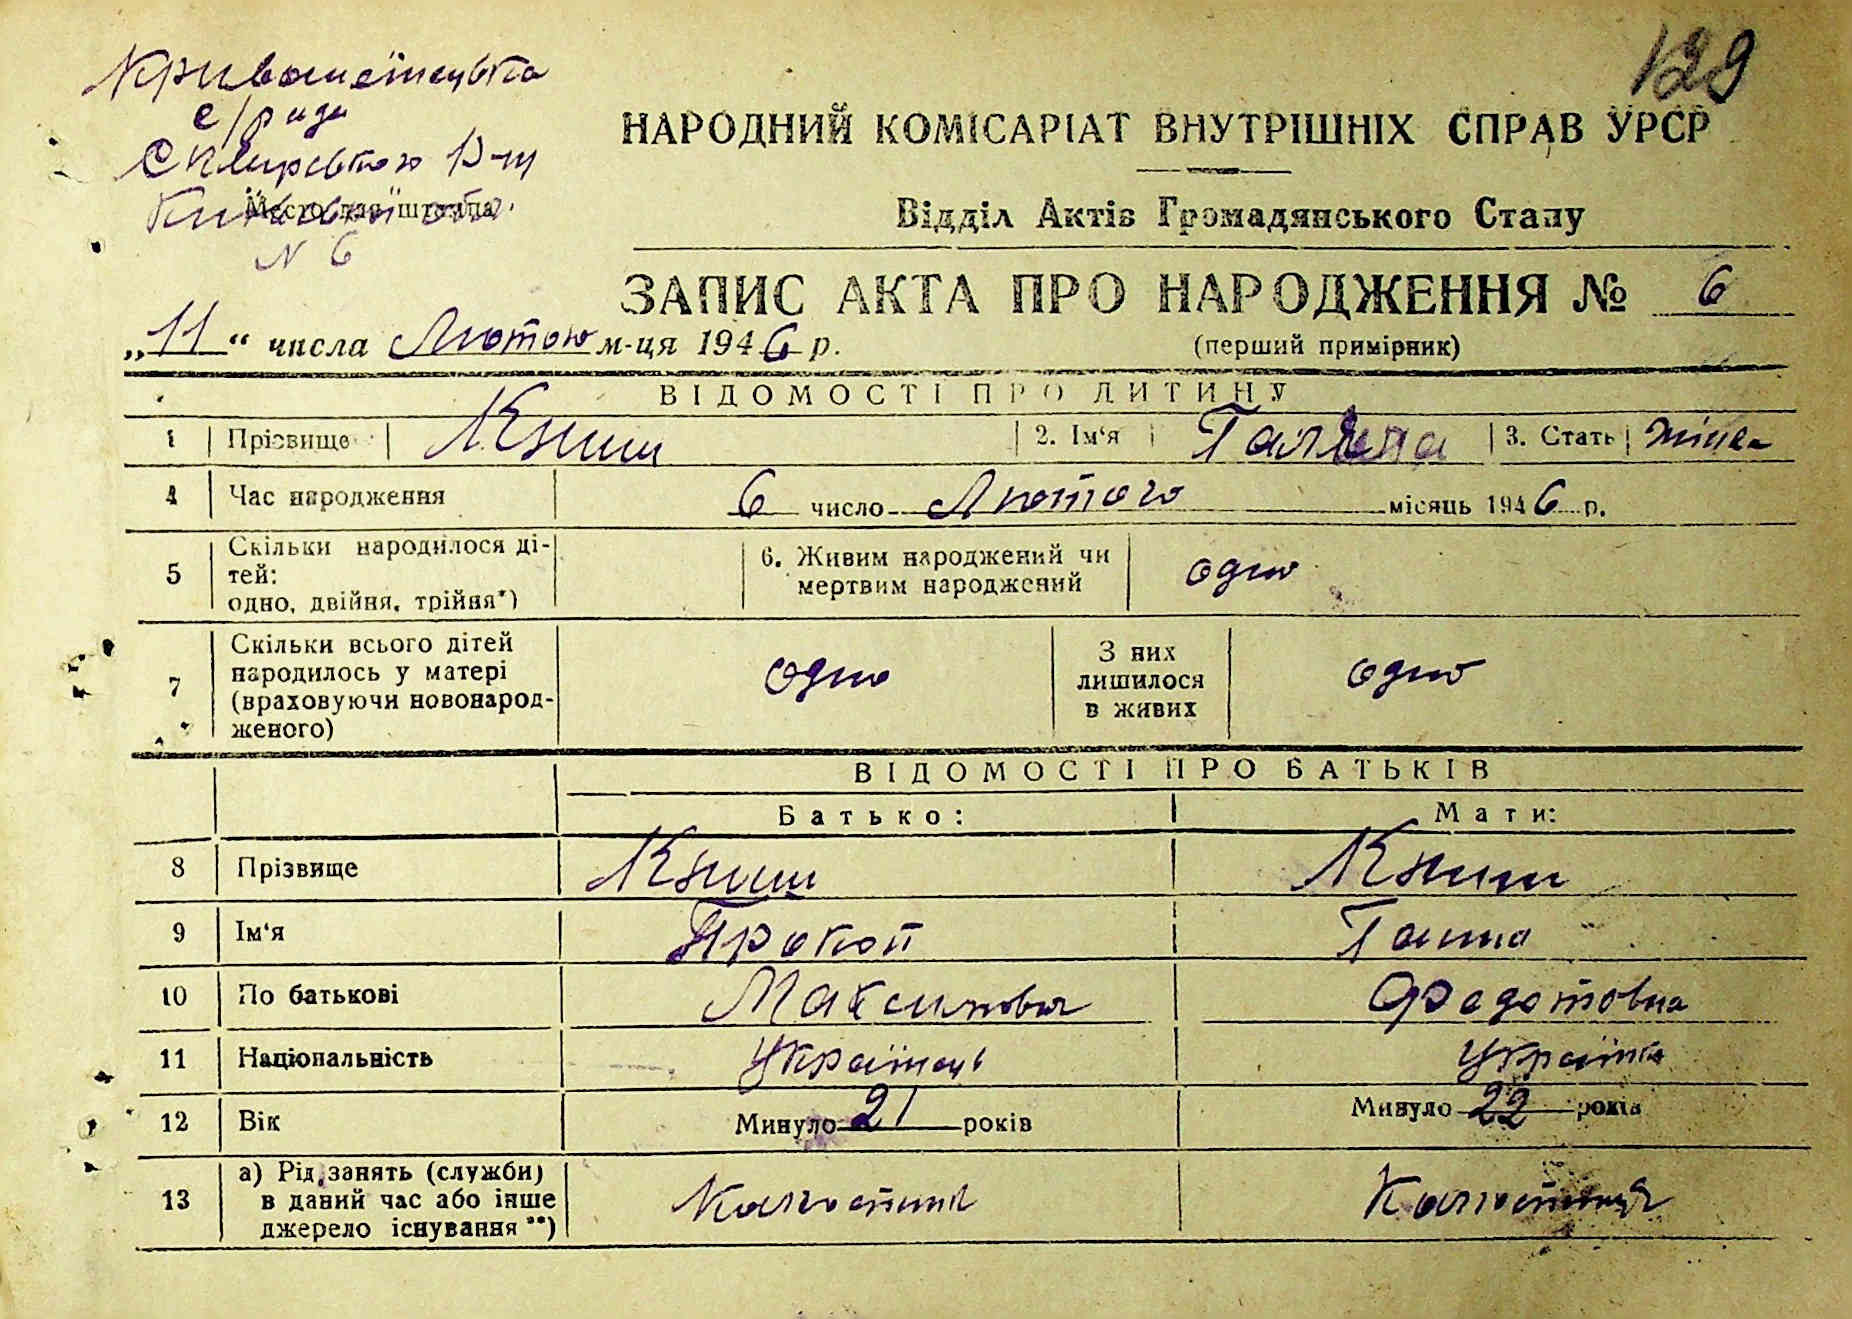 129
Кривошеїнецька
с/рада
Сквирського р-ну
Київської обл.
Место для штампа
N 6
НАРОДНИЙ КОМІСАРІАТ ВНУТРІШНІХ СПРАВ УРСР
Відділ Актів Громадянського Стану
ЗАПИС АКТА ПРО НАРОДЖЕННЯ № 6
„11“ числа Лютого м-ця 1946 р. (перший примірник)
ВІДОМОСТІ ПРО ДИТИНУ
1 Прізвище Книш 2. Ім‘я Галина 3. Стать жіноч
4 Час народження 6 число Лютого місяць 1946 р.
5 Скільки народилося дітей: одно, двійня, трійня*) 6. Живим народжений чи мертвим народжений одно
7 Скільки всього дітей народилось у матері (враховуючи новонародженого) одно З них лишилося в живих одно
ВІДОМОСТІ ПРО БАТЬКІВ
Батько: Мати:
8 Прізвище Книш Книш
9 Ім‘я Прокоп Ганна
10 По батькові Максимович Федотовна
11 Національність Українець Українка
12 Вік Минуло 21 років Минуло 22 років
13 а) Рід занять (служби) в даний час або інше джерело існування **) Колгоспник Колгоспниця